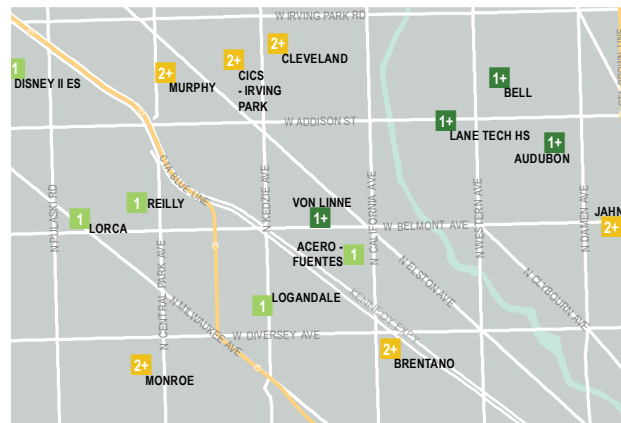 W IRVING PARK RD
2+
CLEVELAND
2+
CICS
- IRVING
PARK
2+
MURPHY
1
DISNEY II ES
1+
BELL
W ADDISON ST
1+
LANE TECH HS
1+
AUDUBON
CTA BLUE LINE
N PULASKI RD
N CENTRAL PARK AVE
N KEDZIE AVE
N CALIFORNIA AVE
N WESTERN AVE
N DAMEN AVE
1
REILLY
1
LORCA
VON LINNE
1+
W BELMONT AVE
JAHN
2+
ACERO -
FUENTES
1
N ELSTON AVE
N CLYBOURN AVE
KENNEDY EXPY
1
LOGANDALE
N MILWAUKEE AVE
W DIVERSEY AVE
2+
MONROE
2+
BRENTANO